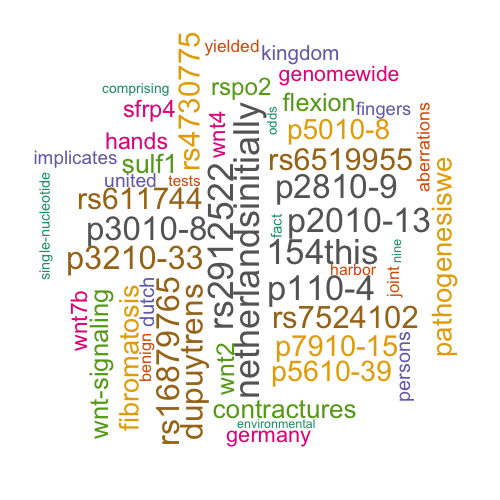 yielded
kingdom
rs4730775
genomewide
comprising
rspo2
sfrp4
wnt4
odds
flexion
fingers
aberrations
hands
p5010-8
implicates
sulf1
rs6519955
united
tests
single-nucleotide
rs611744
p2810-9
pathogenesiswe
p3010-8
rs2912522
netherlandsinitially
fact
p2010-13
nine
p3210-33
154this
harbor
joint
wnt7b
wnt-signaling
fibromatosis
dutch
benign
rs16879765
dupuytrens
wnt2
p110-4
rs7524102
persons
p7910-15
p5610-39
contractures
environmental
germany